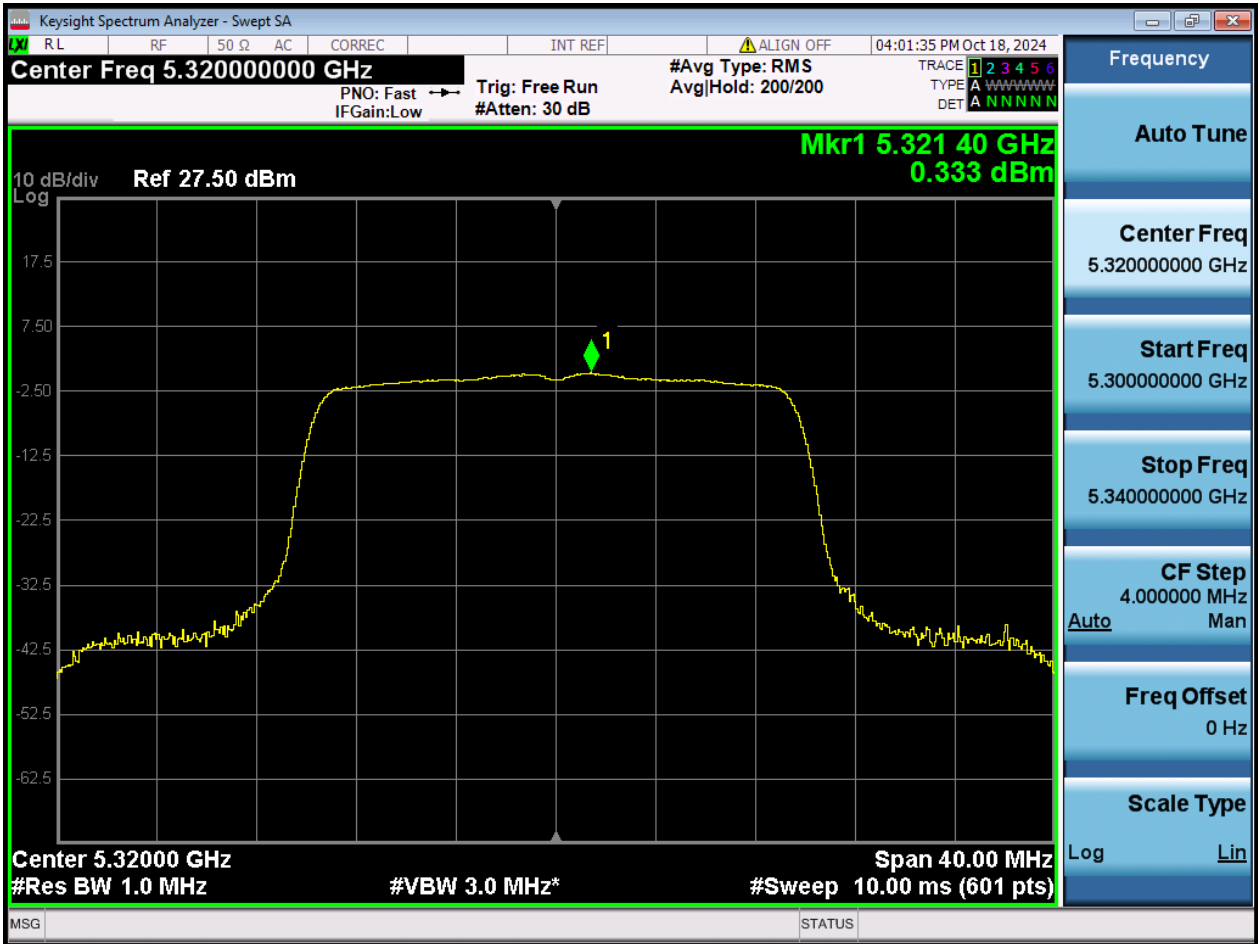 Keysight Spectrum Analyzer - Swept SA
LXI RL RF 50 Ω AC CORREC INT REF ALIGN OFF 04:01:35 PM Oct 18, 2024
Center Freq 5.320000000 GHz
PNO: Fast
IFGain:Low
Trig: Free Run
#Atten: 30 dB
#Avg Type: RMS
Avg|Hold: 200/200
TRACE 1 2 3 4 5 6
TYPE A WWWWW
DET A N N N N N
Mkr1 5.321 40 GHz
0.333 dBm
10 dB/div Ref 27.50 dBm
Log
17.5
7.50
1
-2.50
-12.5
-22.5
-32.5
-42.5
-52.5
-62.5
Center 5.32000 GHz Span 40.00 MHz
#Res BW 1.0 MHz #VBW 3.0 MHz* #Sweep 10.00 ms (601 pts)
Frequency
Auto Tune
Center Freq
5.320000000 GHz
Start Freq
5.300000000 GHz
Stop Freq
5.340000000 GHz
CF Step
4.000000 MHz
Auto Man
Freq Offset
0 Hz
Scale Type
Log Lin
MSG STATUS